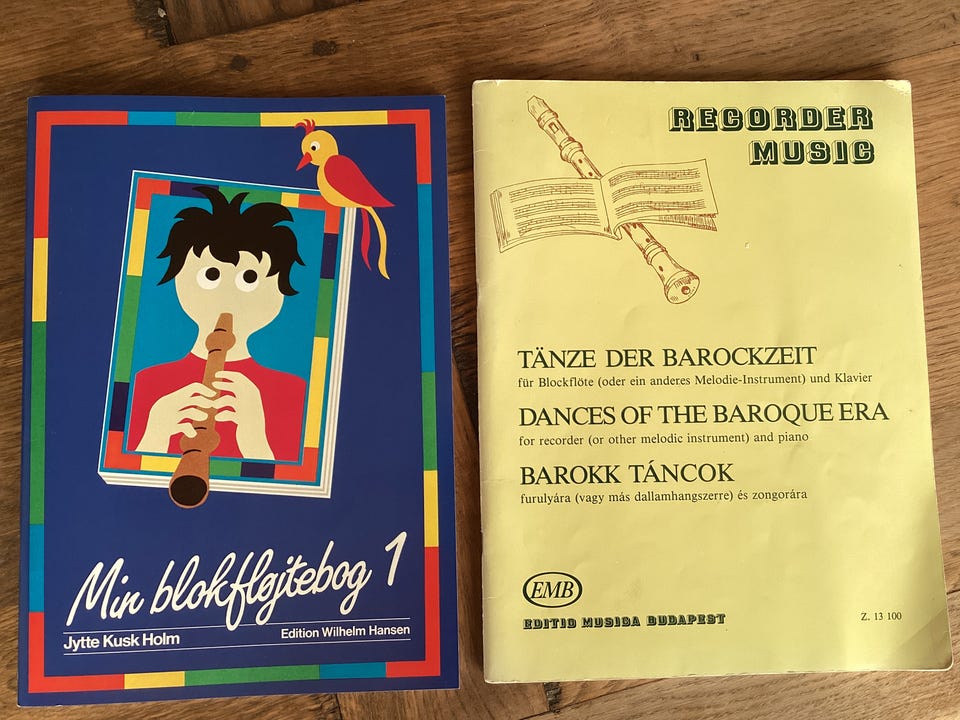 Min blokfløjtebog 1
Jytte Kusk Holm
Edition Wilhelm Hansen
RECORDER
MUSIC
TÄNZE DER BAROCKZEIT
für Blockflöte (oder ein anderes Melodie-Instrument) und Klavier
DANCES OF THE BAROQUE ERA
for recorder (or other melodic instrument) and piano
BAROKK TÁNCOK
furulyára (vagy más dallamhangszerre) és zongorára
EMB
EDITIO MUSICA BUDAPEST
Z. 13 100